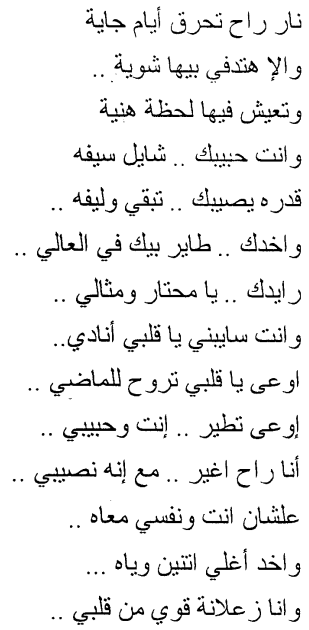 نار راح تحرق أيام جاية
والإ هتدفي بيها شوية ..
وتعيش فيها لحظة هنية
وانت حبيبك .. شايل سيفه
قدره يصيبك .. تبقي وليفه ..
واخدك .. طاير بيك في العالي ..
رايدك .. يا محتار ومثالي ..
وانت سايبني يا قلبي أنادي..
اوعى يا قلبي تروح للماضي ..
إوعى تطير .. إنت وحبيبي ..
أنا راح اغير .. مع إنه نصيبي ..
علشان انت ونفسي معاه ..
واخد أغلي اتنين وياه ...
وانا زعلانة قوي من قلبي ..